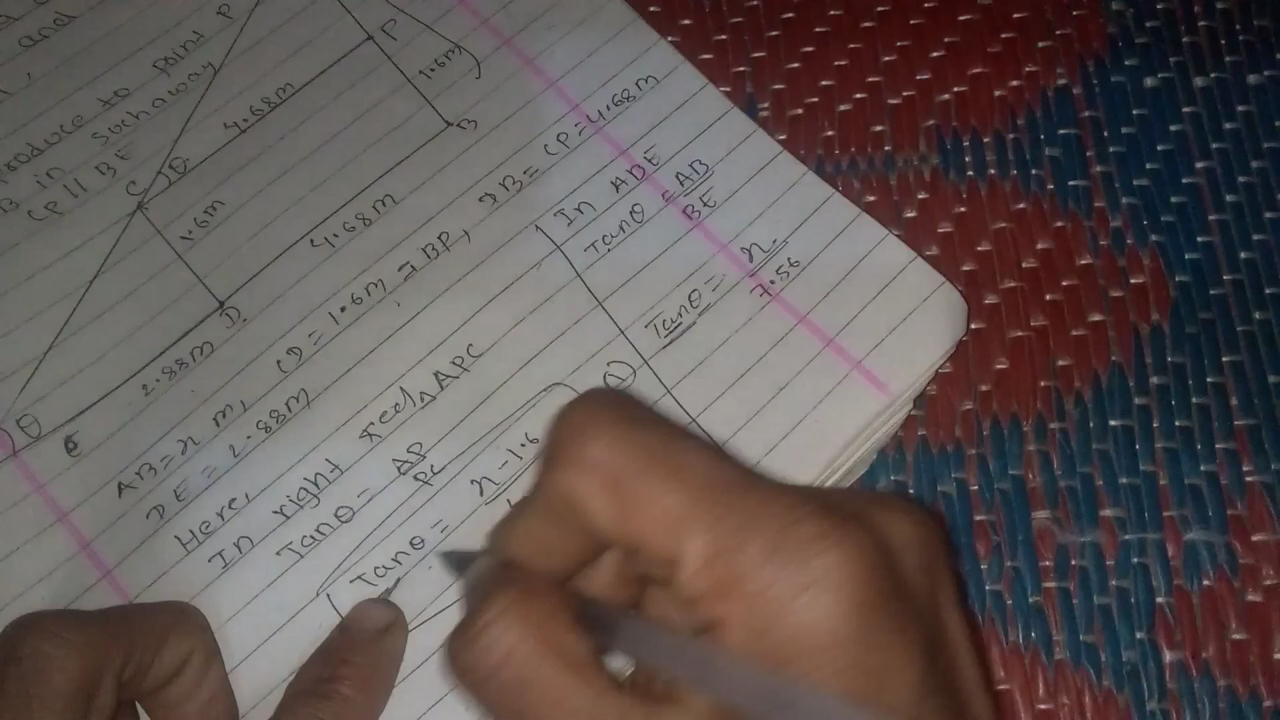 and
Produce to point
B in such a way
CP || BE
P
P
1.6m
B
4.68m
C
θ
1.6m
4.68m
D
2.88m
θ
E
AB = x m, CD = 1.6m = BP, DB = CP = 4.68m
DE = 2.88m
Here,
In right APC
Tanθ = AP
PC
Tanθ = x - 1.6
(1)
In ABE
Tanθ = AB
BE
Tanθ = x
7.56